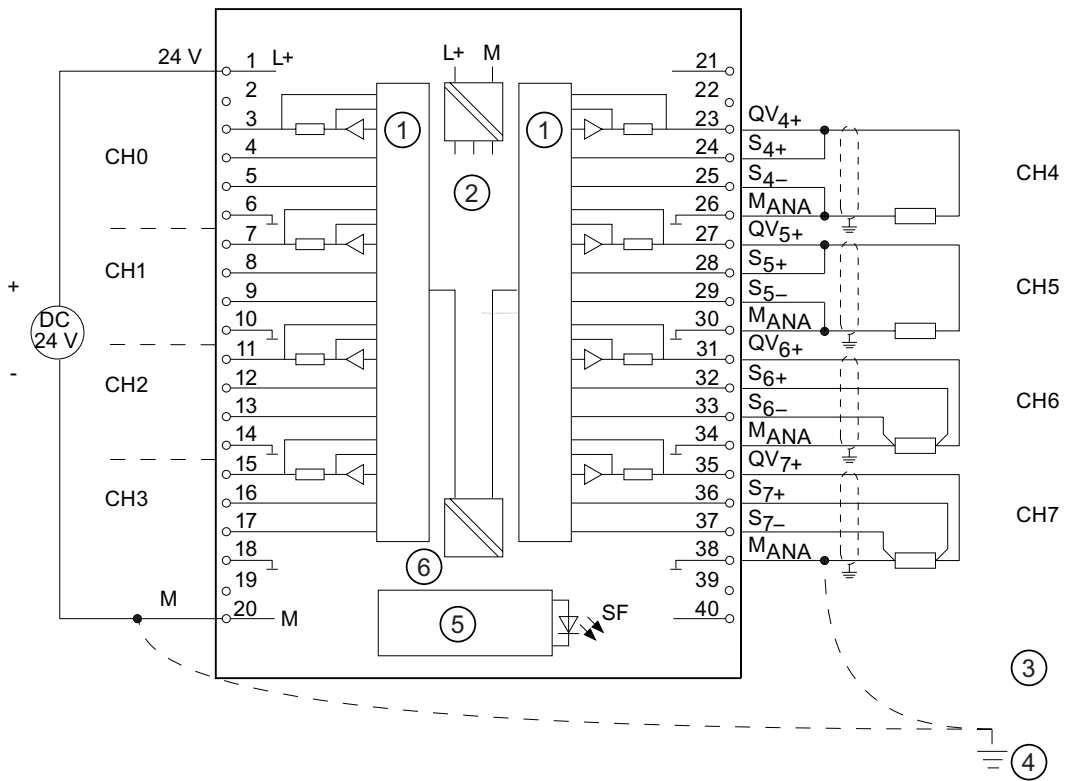 24 V 1 L+ L+ M 21
2 22
3 1 1 23 QV4+
CH0 4 24 S4+ CH4
5 2 25 S4–
6 26 MANA
7 27 QV5+
CH1 8 28 S5+ CH5
+ 9 29 S5–
10 30 MANA
DC
24 V
11 31 QV6+
- CH2 12 32 S6+ CH6
13 33 S6–
14 34 MANA
15 35 QV7+
CH3 16 36 S7+ CH7
17 37 S7–
18 6 38 MANA
19 39
M 20 M 5 SF 40
3
4